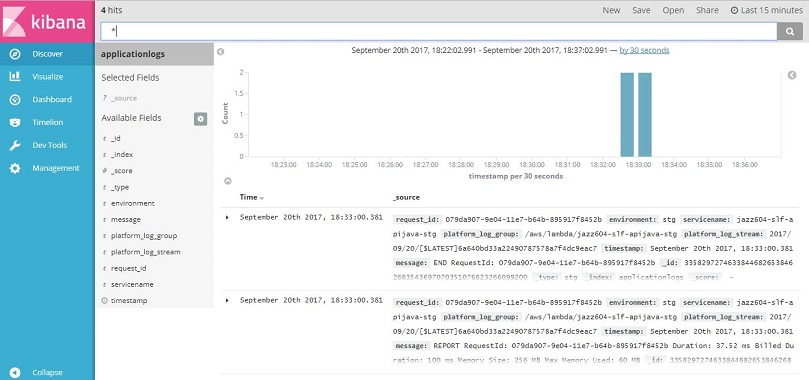 kibana
Discover
Visualize
Dashboard
Timelion
Dev Tools
Management
Collapse
4 hits
New Save Open Share Last 15 minutes
*
applicationlogs
Selected Fields
? _source
Available Fields
t _id
t _index
# _score
t _type
t environment
t message
t platform_log_group
t platform_log_stream
t request_id
t servicename
timestamp
September 20th 2017, 18:22:02.991 - September 20th 2017, 18:37:02.991 — by 30 seconds
Count
2
1.5
1
0.5
0
18:23:00 18:24:00 18:25:00 18:26:00 18:27:00 18:28:00 18:29:00 18:30:00 18:31:00 18:32:00 18:33:00 18:34:00 18:35:00 18:36:00
timestamp per 30 seconds
Time _source
September 20th 2017, 18:33:00.381
request_id: 079da907-9e04-11e7-b64b-895917f8452b environment: stg servicename: jazz604-slf-a
pijava-stg platform_log_group: /aws/lambda/jazz604-slf-apijava-stg platform_log_stream: 2017/
09/20/[$LATEST]6a640bd33a22490787578a7f4dc9eac7 timestamp: September 20th 2017, 18:33:00.381
message: END RequestId: 079da907-9e04-11e7-b64b-895917f8452b _id:
_type: stg _index: applicationlogs _score: -
September 20th 2017, 18:33:00.381
request_id: 079da907-9e04-11e7-b64b-895917f8452b environment: stg servicename: jazz604-slf-a
pijava-stg platform_log_group: /aws/lambda/jazz604-slf-apijava-stg platform_log_stream: 2017/
09/20/[$LATEST]6a640bd33a22490787578a7f4dc9eac7 timestamp: September 20th 2017, 18:33:00.381
message: REPORT RequestId: 079da907-9e04-11e7-b64b-895917f8452b Duration: 37.52 ms Billed Du
ration: 100 ms Memory Size: 256 MB Max Memory Used: 60 MB _id: